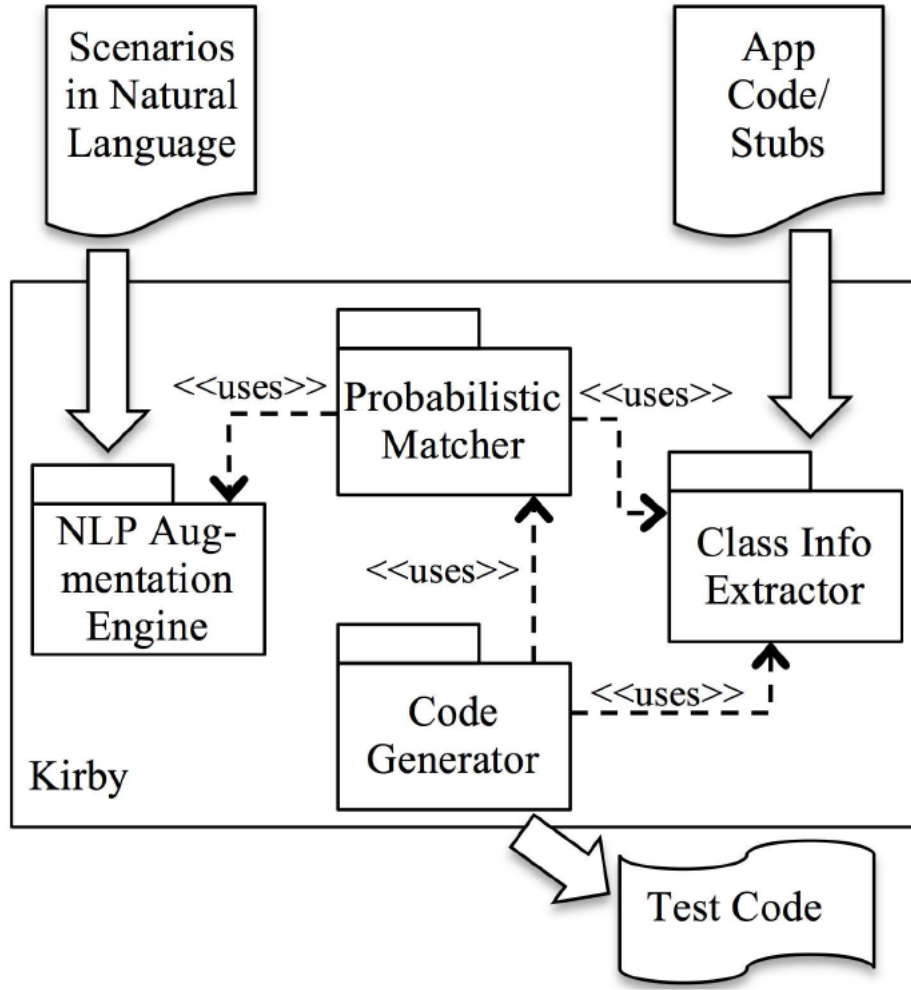 Scenarios
in Natural
Language
App
Code/
Stubs
<<uses>>
Probabilistic
Matcher
<<uses>>
NLP Aug-
mentation
Engine
<<uses>>
Class Info
Extractor
Code
Generator
<<uses>>
Kirby
Test Code